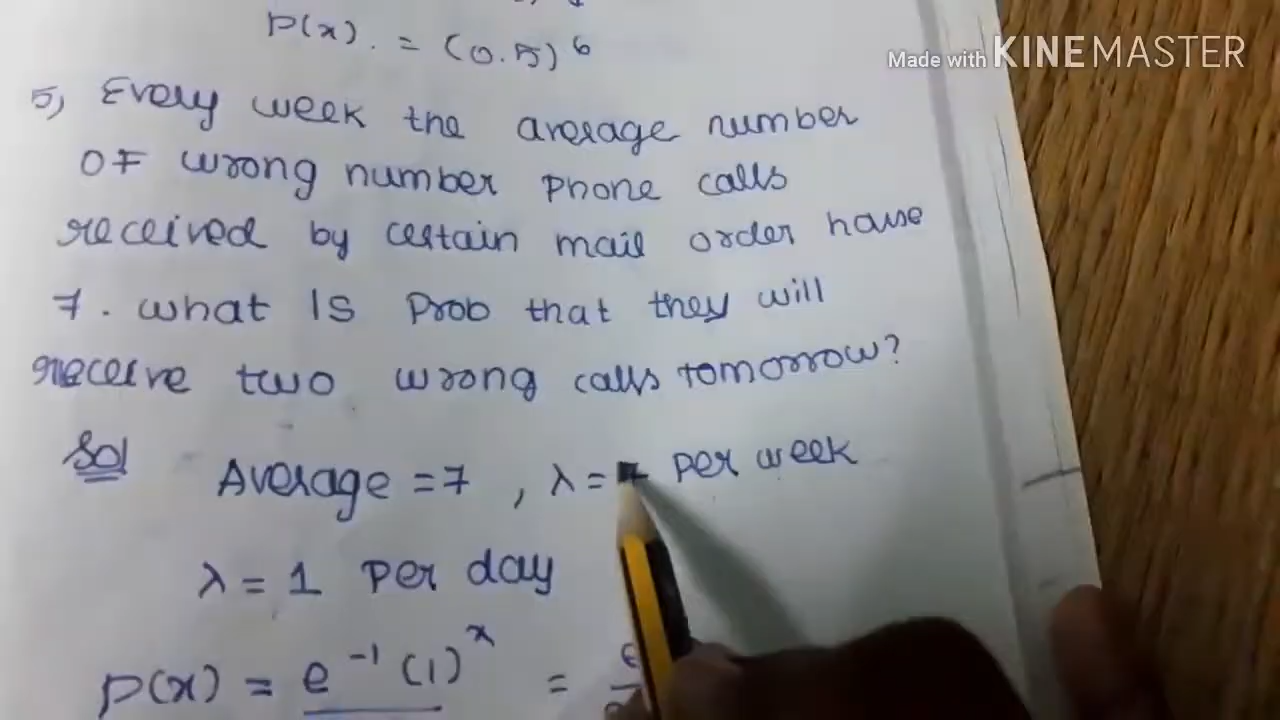 P(x). = (0.5)^6
Made with KINEMASTER
5, Every week the average number
OF wrong number phone calls
received by certain mail order house
7. what Is Prob that they will
receive two wrong calls tomorrow?
Sol
Average = 7 , λ = 7 per week
λ = 1 per day
P(x) = e^-1 (1)^x =